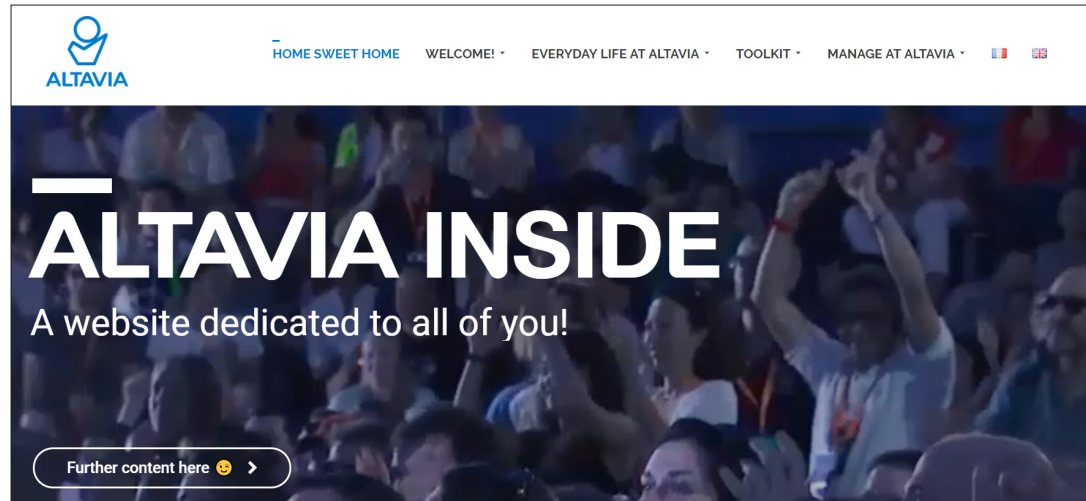 ALTAVIA
HOME SWEET HOME
WELCOME!
EVERYDAY LIFE AT ALTAVIA
TOOLKIT
MANAGE AT ALTAVIA
ALTAVIA INSIDE
A website dedicated to all of you!
Further content here 😉 >